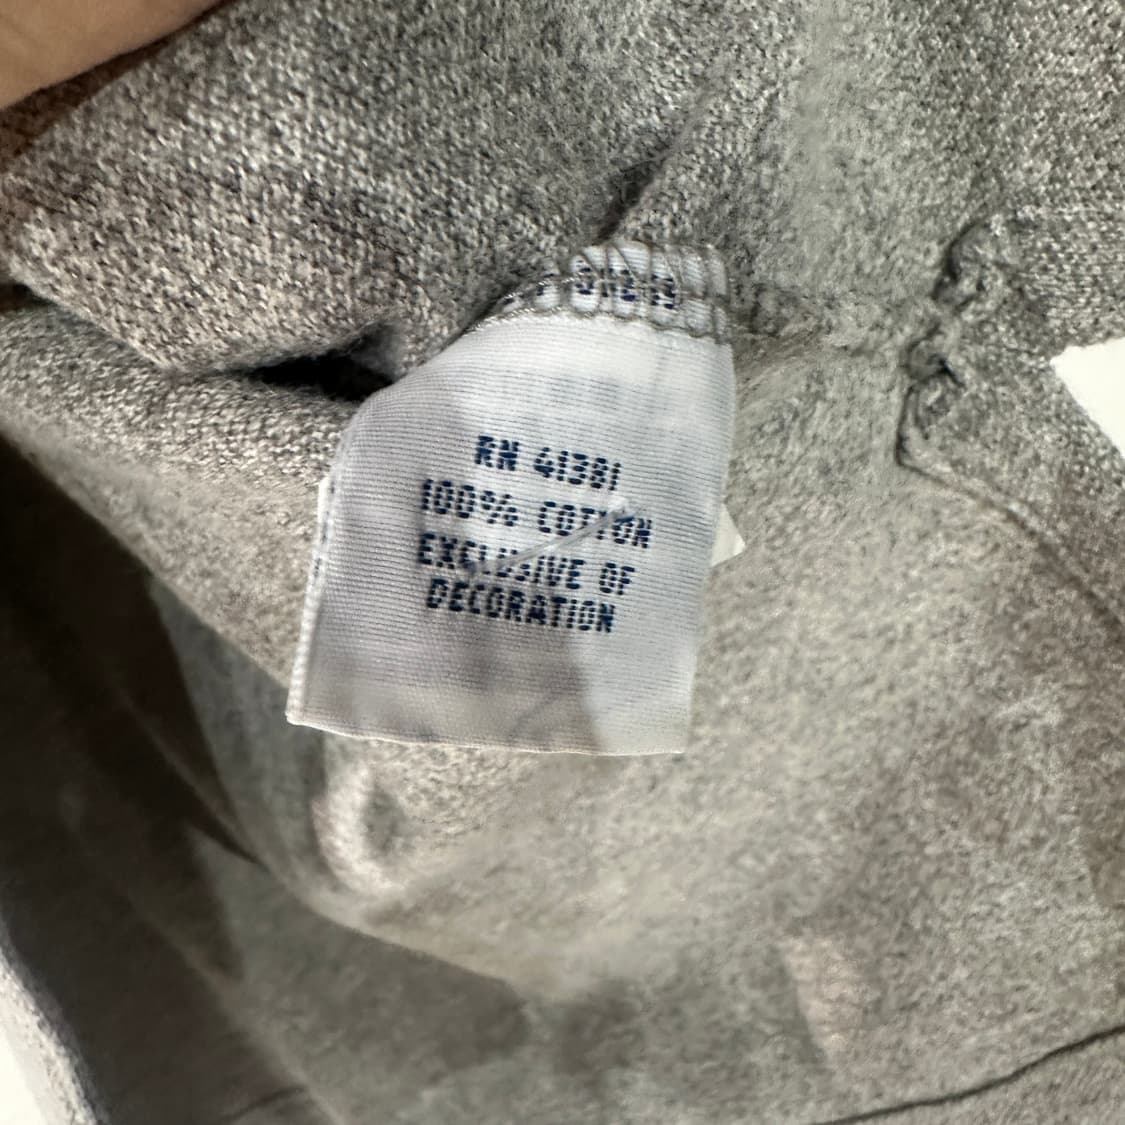 RN 41381
100% COTTON
EXCLUSIVE OF
DECORATION